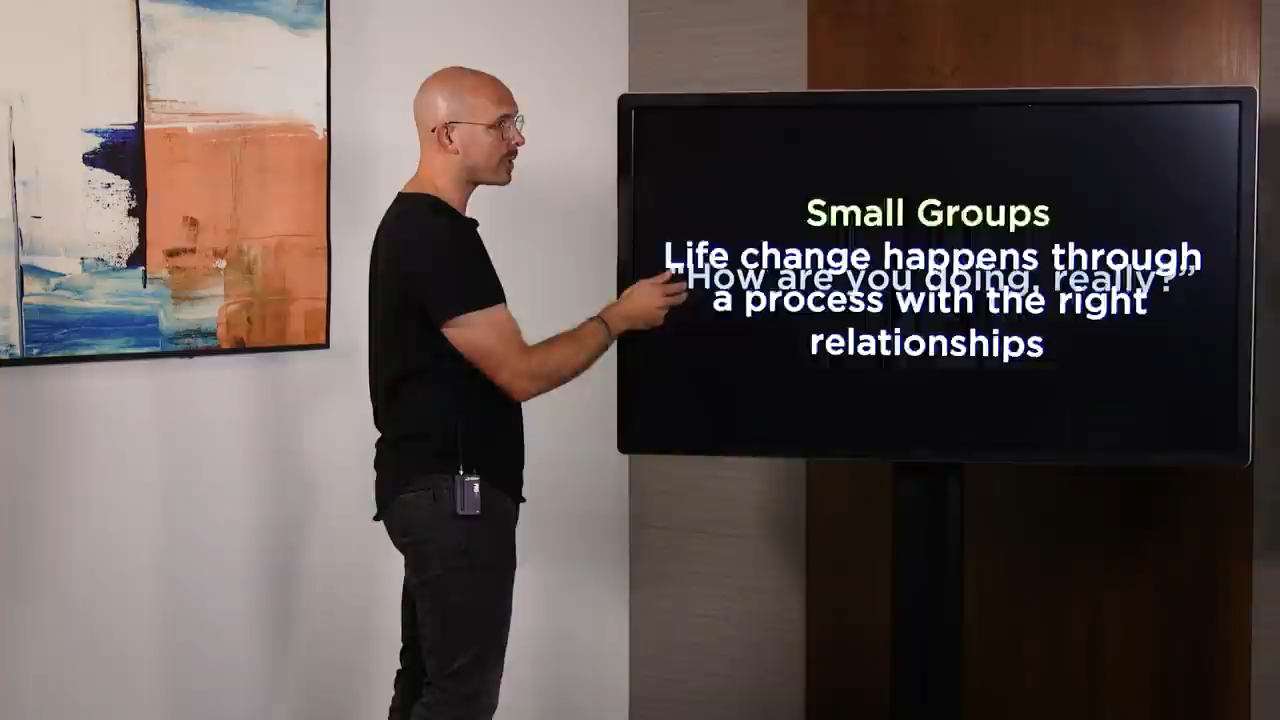 Small Groups
Life change happens through
"How are you doing, really?"
a process with the right
relationships